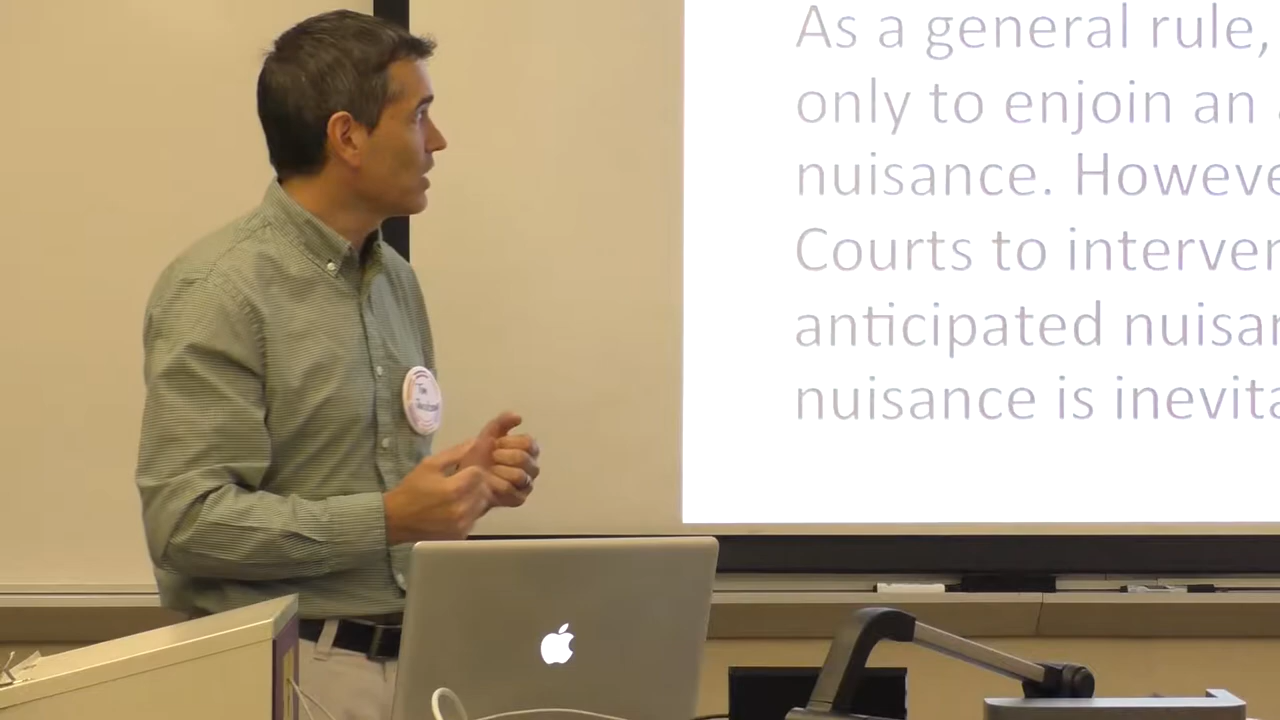 As a general rule,
only to enjoin an
nuisance. Howeve
Courts to interver
anticipated nuisar
nuisance is inevita